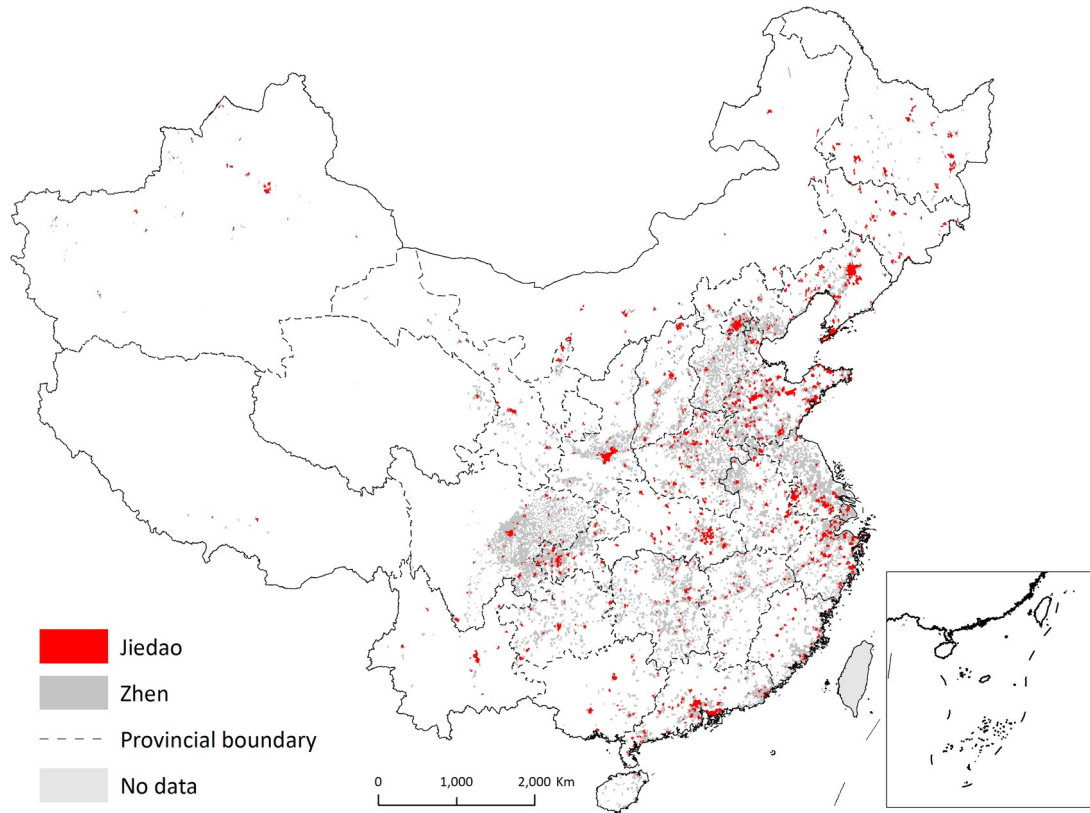 Jiedao
Zhen
Provincial boundary
No data
0 1,000 2,000 Km